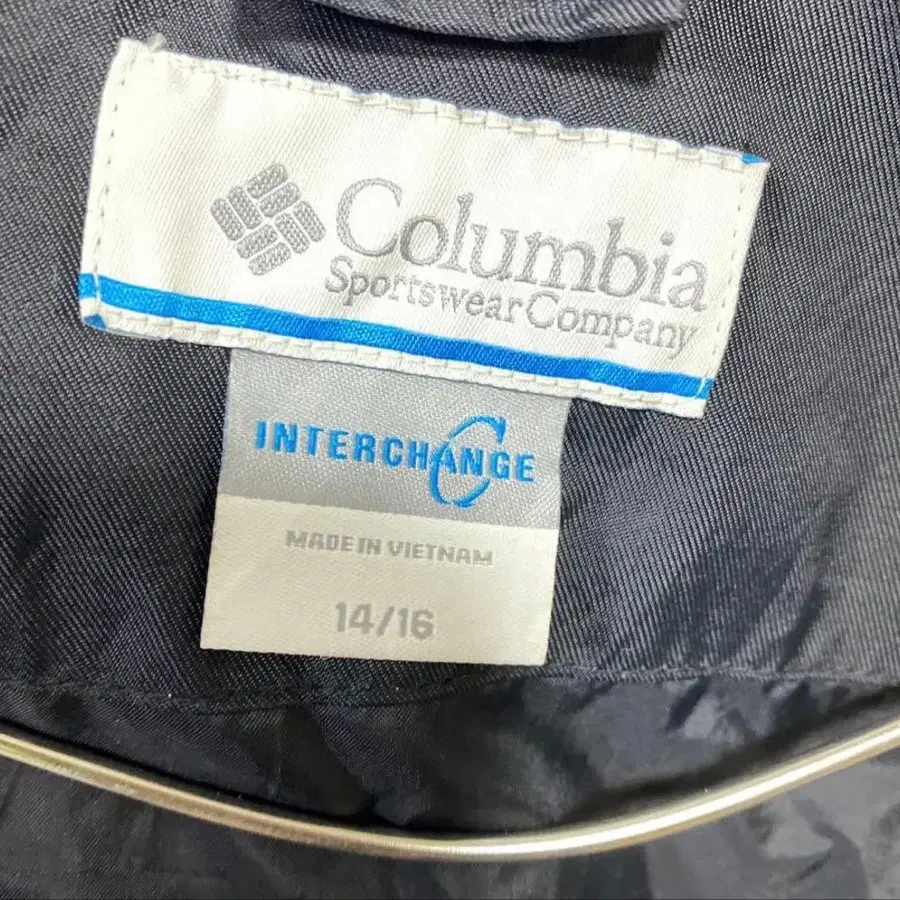 Columbia
Sportswear Company
INTERCHANGE
MADE IN VIETNAM
14/16